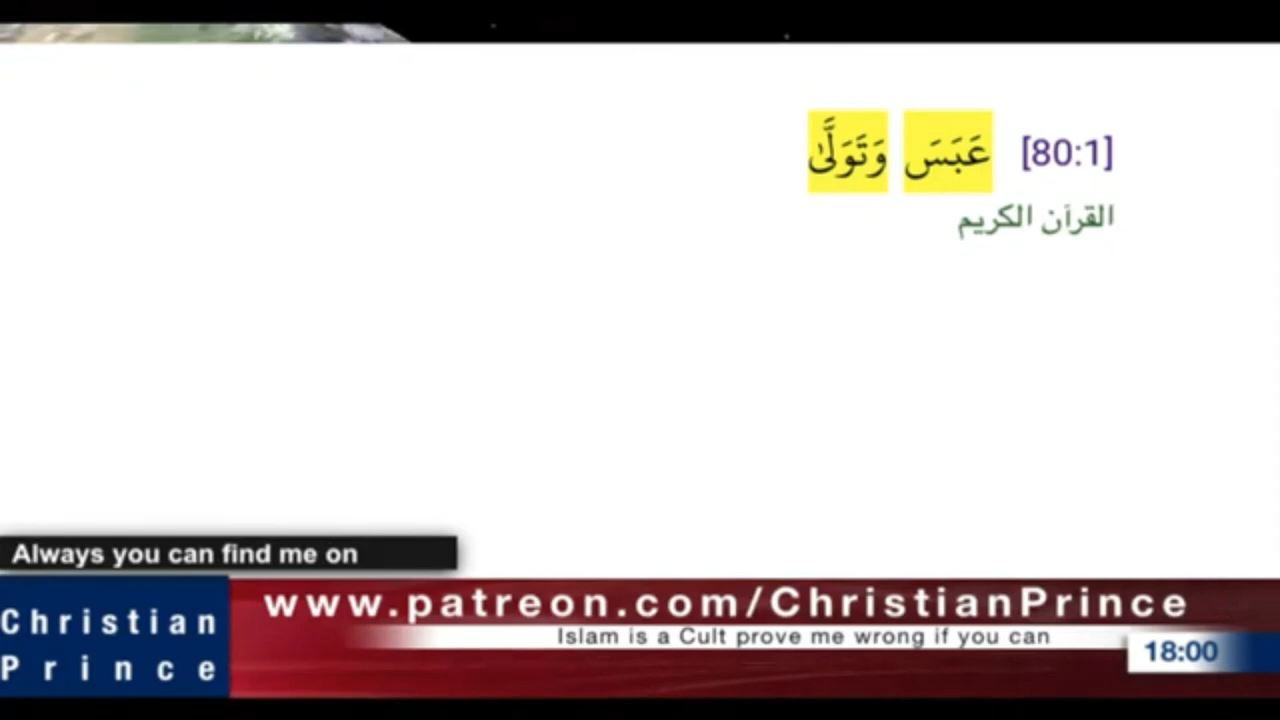 [80:1] عَبَسَ وَتَوَلَّىٰ
القرآن الكريم
Always you can find me on
www.patreon.com/ChristianPrince
Christian
Prince
Islam is a Cult prove me wrong if you can
18:00